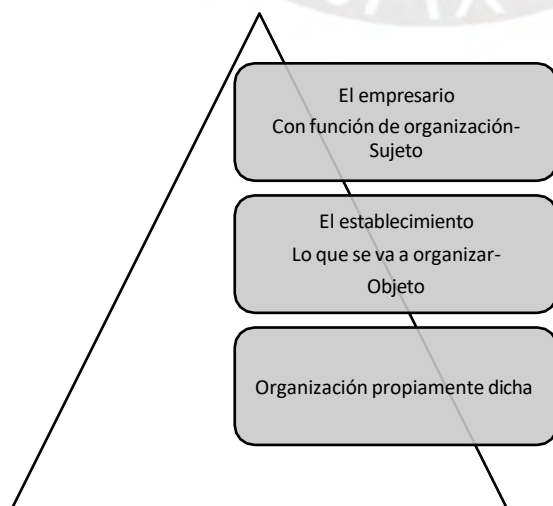 El empresario
Con función de organización-
Sujeto
El establecimiento
Lo que se va a organizar-
Objeto
Organización propiamente dicha